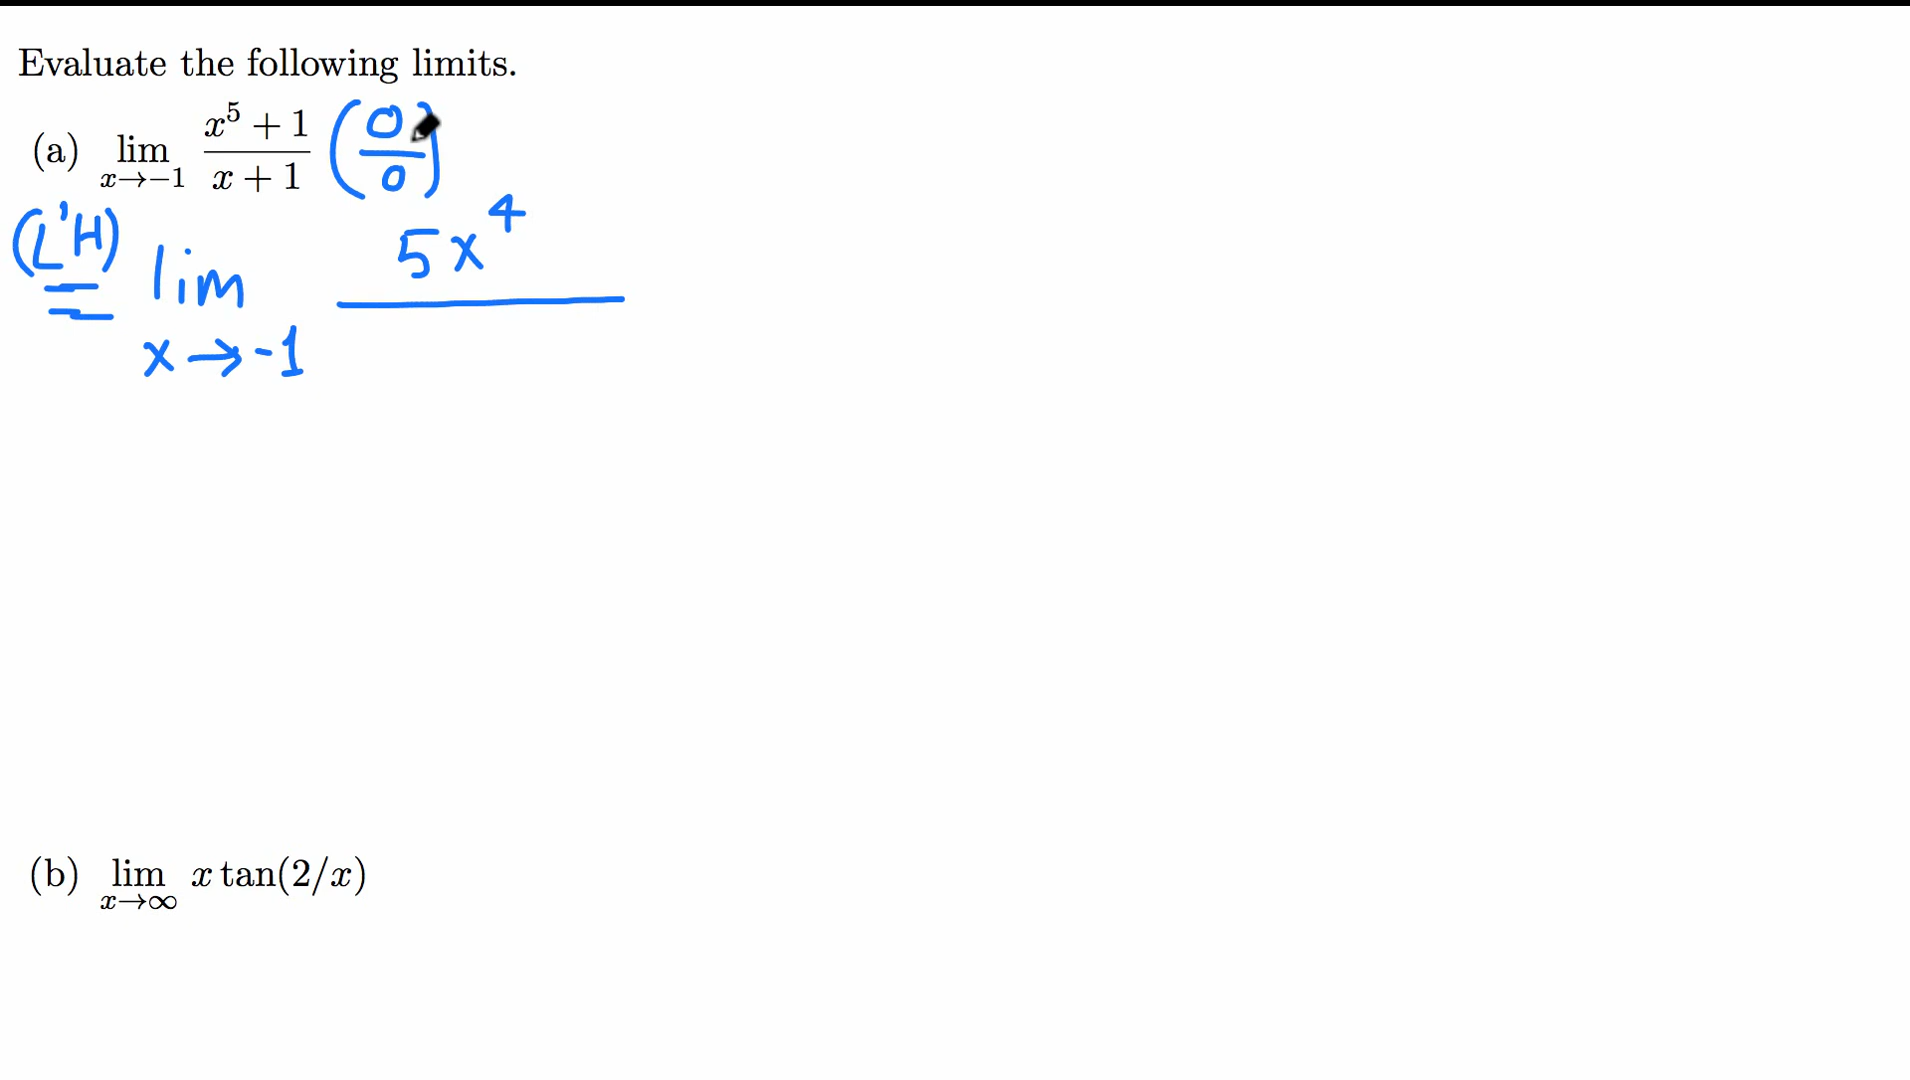 Evaluate the following limits.
(a) lim x→−1 (x^5 + 1)/(x + 1) (0/0)
(L'H) = lim x→-1 5x^4
(b) lim x→∞ x tan(2/x)